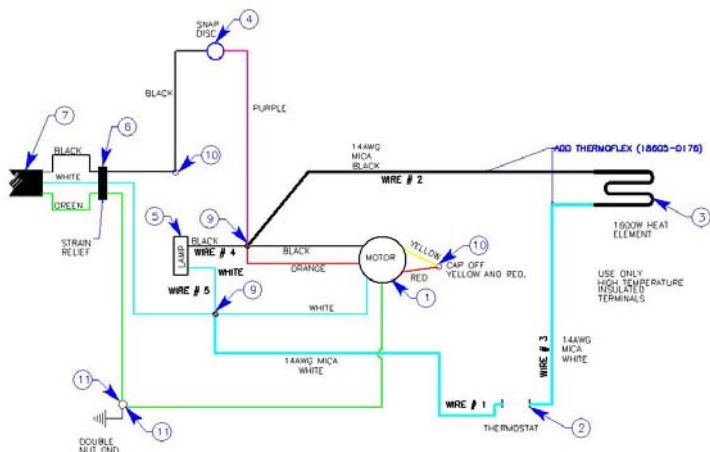 4
SNAP
DISC
7
6
BLACK
PURPLE
14AWG
MICA
BLACK
ADD THERMOFLEX (18603-0176)
BLACK
WHITE
GREEN
10
WIRE # 2
STRAIN
RELIEF
5
9
3
1600W HEAT
ELEMENT
LAMP
BLACK
WIRE # 4
BLACK
ORANGE
MOTOR
YELLOW
RED
10
CAP OFF
YELLOW AND RED.
WHITE
WIRE # 5
9
WHITE
1
USE ONLY
HIGH TEMPERATURE
INSULATED
TERMINALS
14AWG MICA
WHITE
WIRE # 3
14AWG
MICA
WHITE
11
11
WIRE # 1
THERMOSTAT
2
DOUBLE
NUT GND